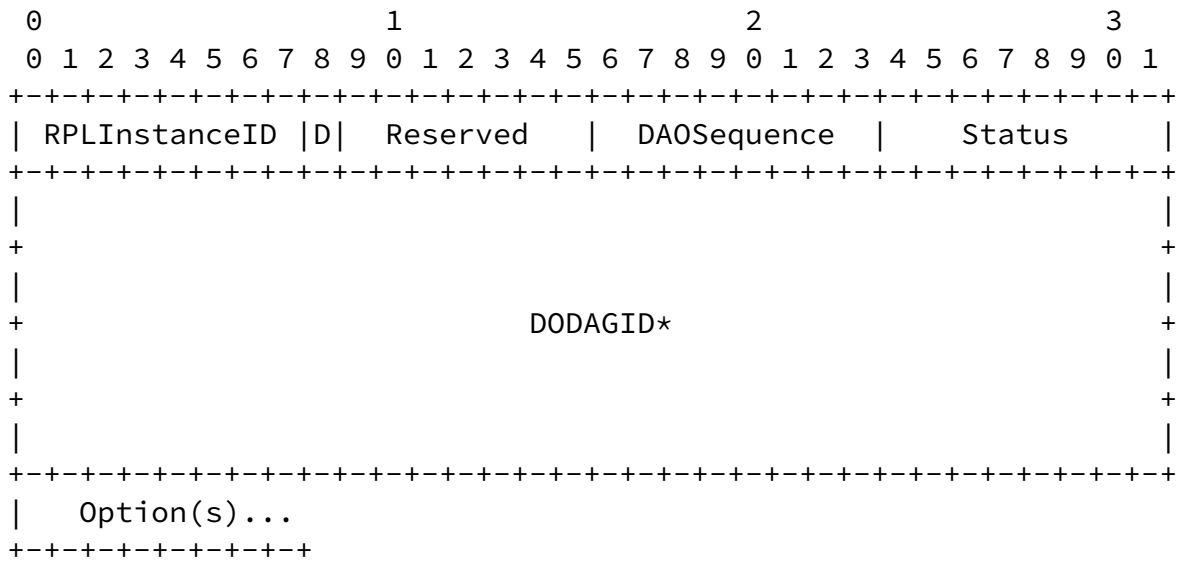 0                   1                   2                   3
 0 1 2 3 4 5 6 7 8 9 0 1 2 3 4 5 6 7 8 9 0 1 2 3 4 5 6 7 8 9 0 1
+-+-+-+-+-+-+-+-+-+-+-+-+-+-+-+-+-+-+-+-+-+-+-+-+-+-+-+-+-+-+-+-+
| RPLInstanceID |D|  Reserved   |  DAOSequence  |    Status     |
+-+-+-+-+-+-+-+-+-+-+-+-+-+-+-+-+-+-+-+-+-+-+-+-+-+-+-+-+-+-+-+-+
|                                                               |
+                                                               +
|                                                               |
+                            DODAGID*                           +
|                                                               |
+                                                               +
|                                                               |
+-+-+-+-+-+-+-+-+-+-+-+-+-+-+-+-+-+-+-+-+-+-+-+-+-+-+-+-+-+-+-+-+
|   Option(s)...
+-+-+-+-+-+-+-+-+